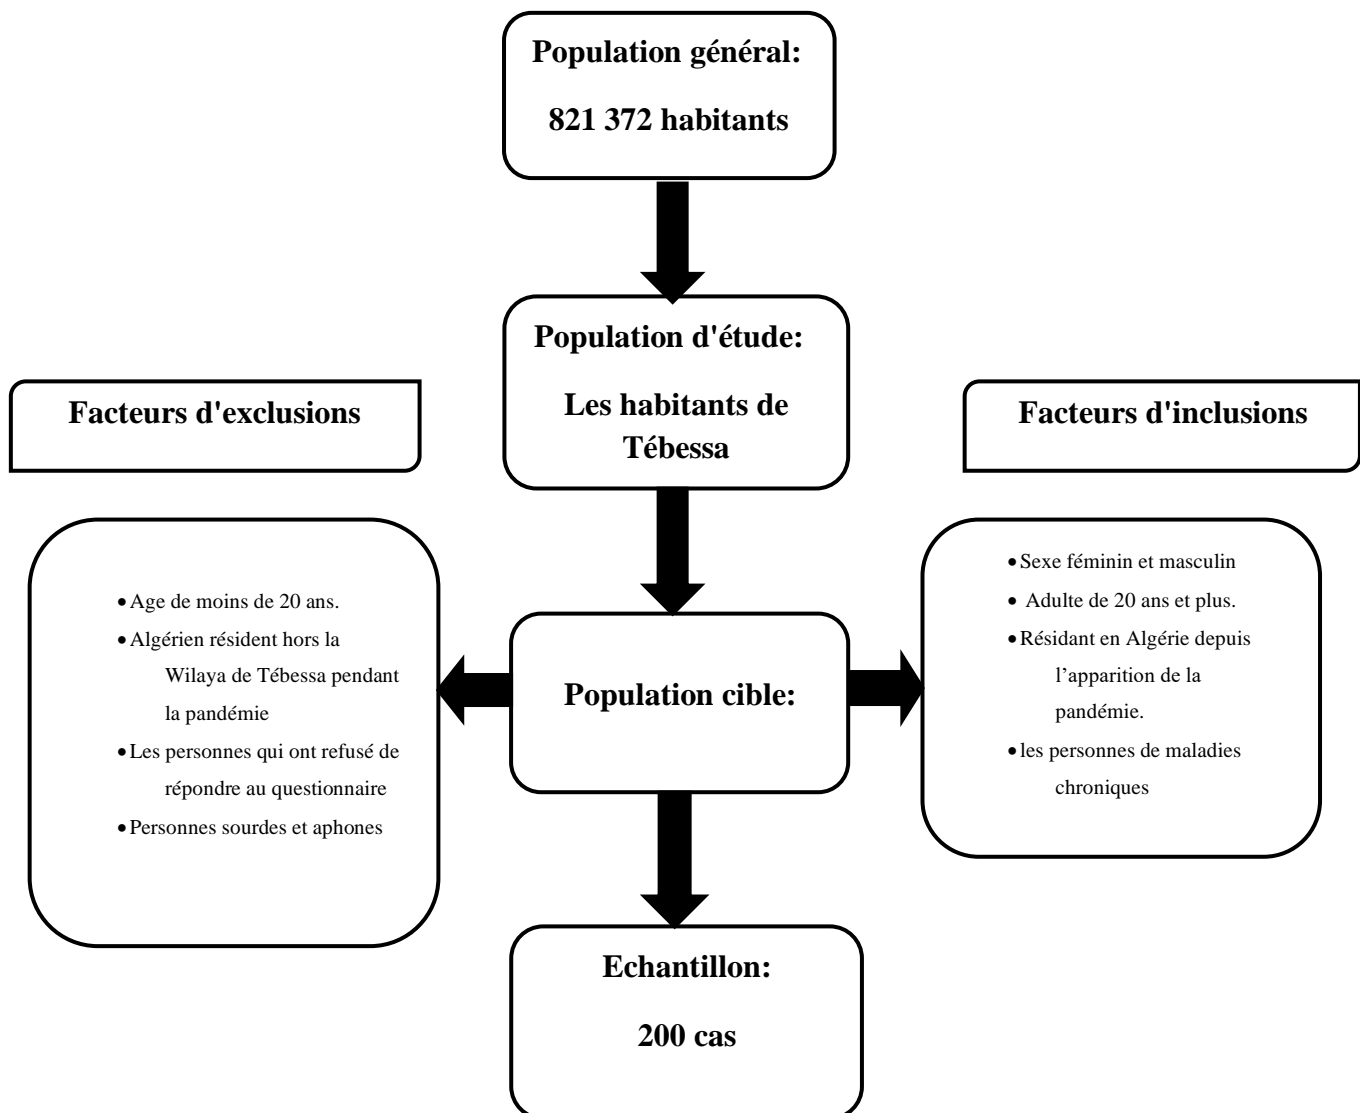 Population général:
821 372 habitants
Population d'étude:
Les habitants de
Tébessa
Facteurs d'exclusions
Facteurs d'inclusions
• Age de moins de 20 ans.
• Algérien résident hors la
Wilaya de Tébessa pendant
la pandémie
• Les personnes qui ont refusé de
répondre au questionnaire
• Personnes sourdes et aphones
Population cible:
• Sexe féminin et masculin
• Adulte de 20 ans et plus.
• Résidant en Algérie depuis
l’apparition de la
pandémie.
• les personnes de maladies
chroniques
Echantillon:
200 cas